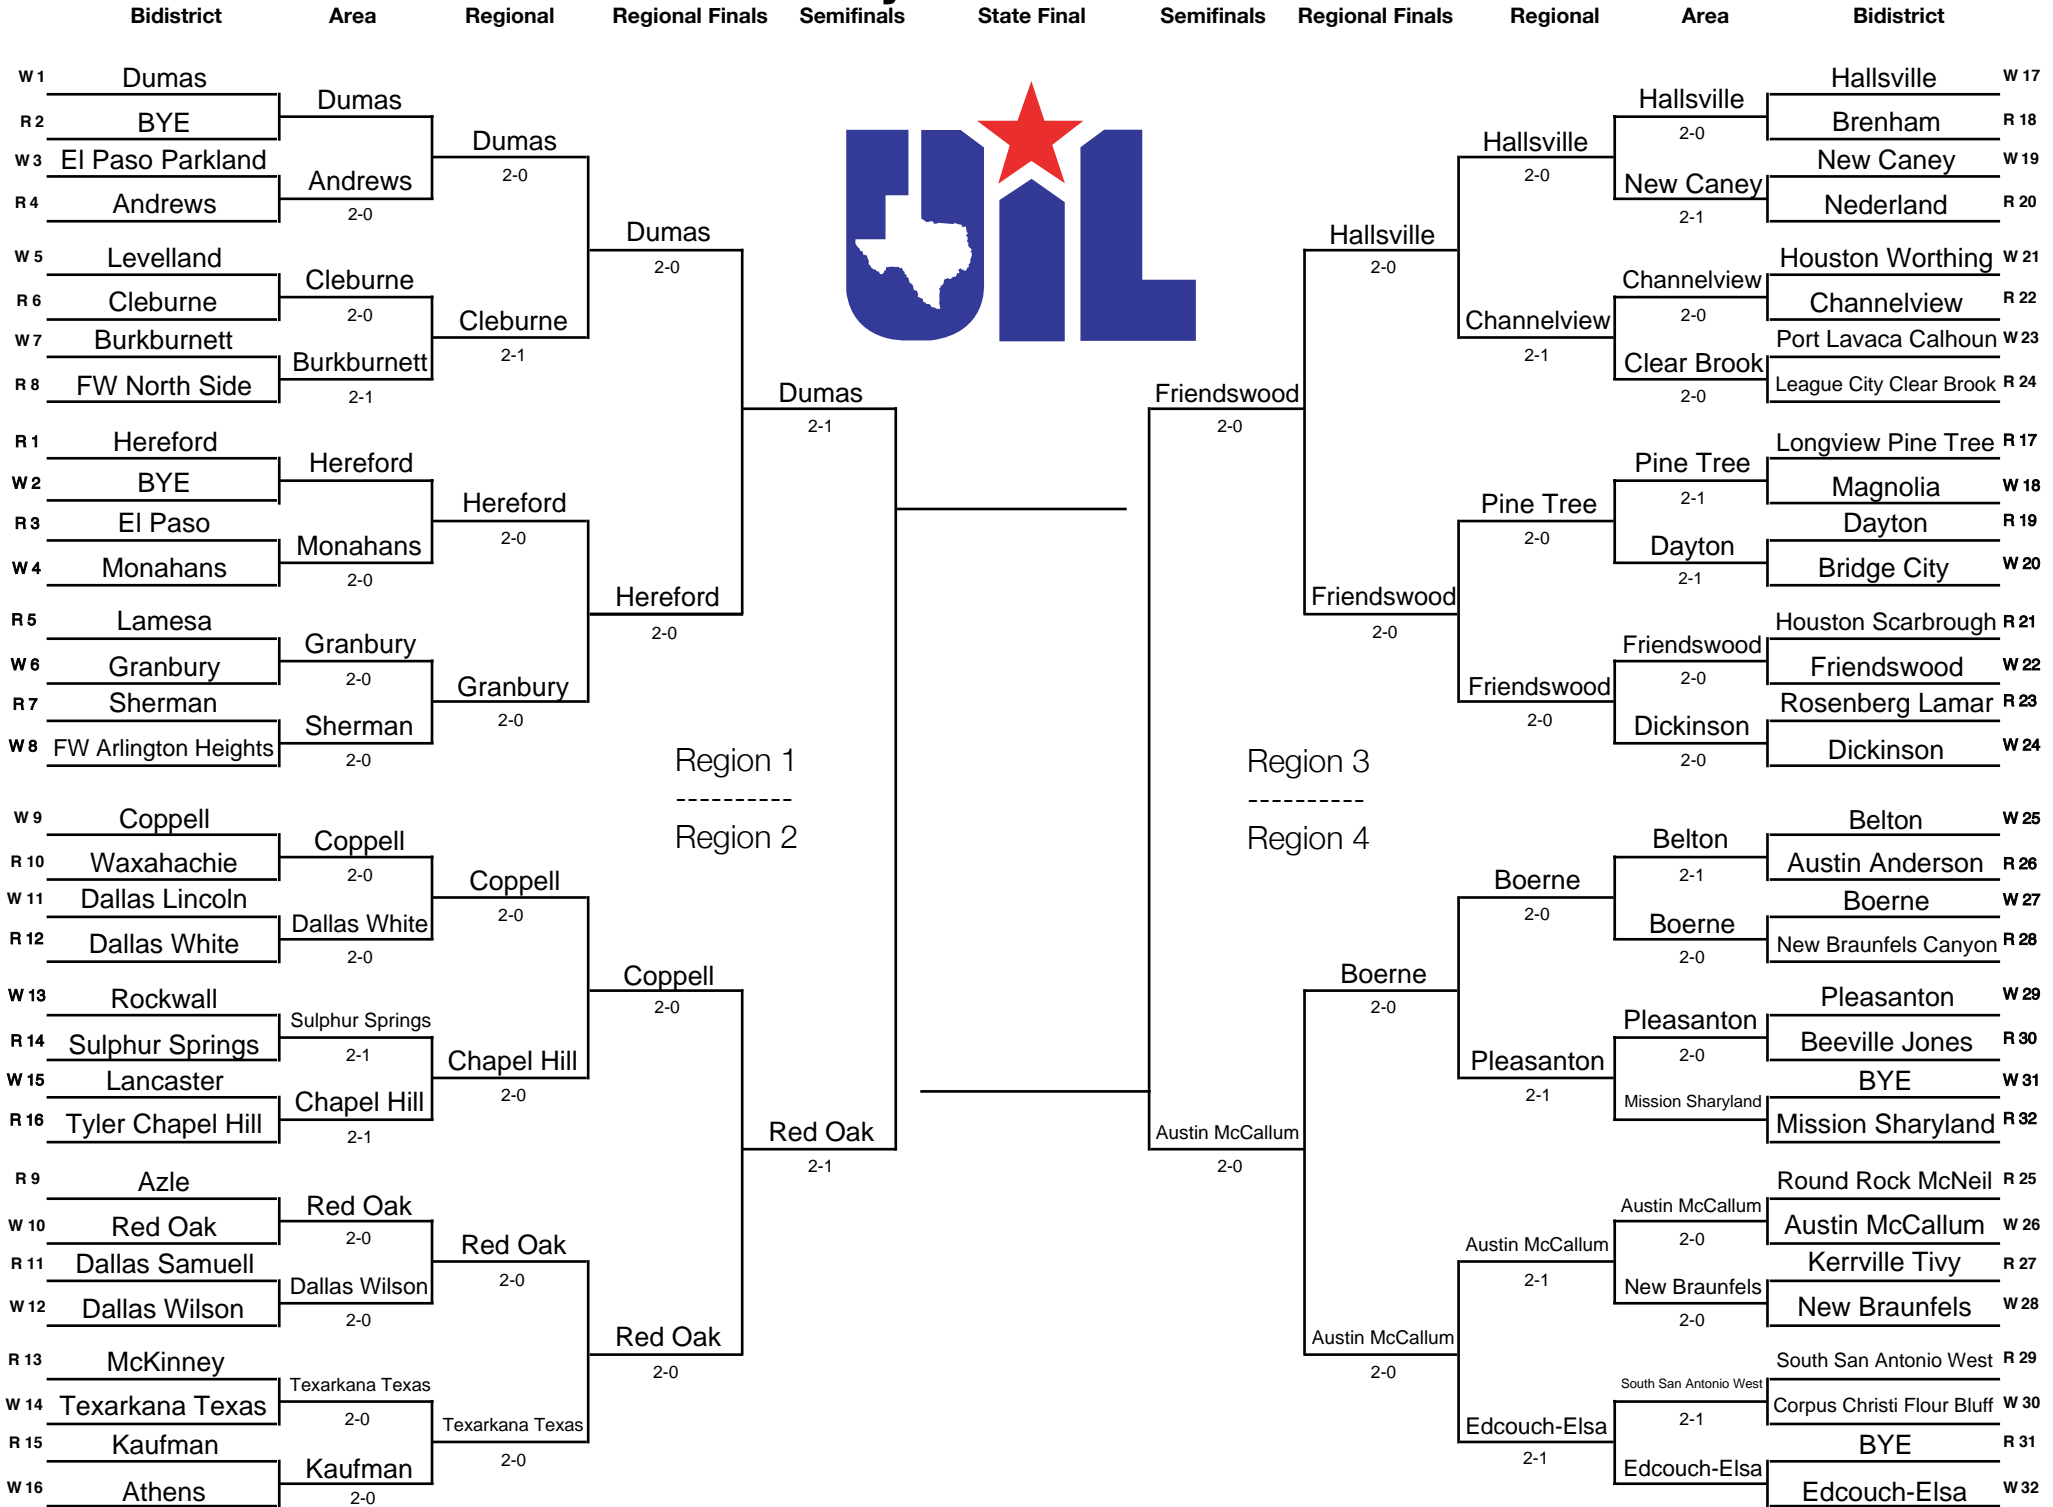 Bidistrict Area Regional Regional Finals Semifinals State Final Semifinals Regional Finals Regional Area Bidistrict
W 1 Dumas
R 2 BYE
W 3 El Paso Parkland
R 4 Andrews
W 5 Levelland
R 6 Cleburne
W 7 Burkburnett
R 8 FW North Side
R 1 Hereford
W 2 BYE
R 3 El Paso
W 4 Monahans
R 5 Lamesa
W 6 Granbury
R 7 Sherman
W 8 FW Arlington Heights
W 9 Coppell
R 10 Waxahachie
W 11 Dallas Lincoln
R 12 Dallas White
W 13 Rockwall
R 14 Sulphur Springs
W 15 Lancaster
R 16 Tyler Chapel Hill
R 9 Azle
W 10 Red Oak
R 11 Dallas Samuell
W 12 Dallas Wilson
R 13 McKinney
W 14 Texarkana Texas
R 15 Kaufman
W 16 Athens
Dumas
Andrews
2-0
Cleburne
2-0
Burkburnett
2-1
Hereford
Monahans
2-0
Granbury
2-0
Sherman
2-0
Coppell
2-0
Dallas White
2-0
Sulphur Springs
2-1
Chapel Hill
2-1
Red Oak
2-0
Dallas Wilson
2-0
Texarkana Texas
2-0
Kaufman
2-0
Dumas
2-0
Cleburne
2-1
Hereford
2-0
Granbury
2-0
Coppell
2-0
Chapel Hill
2-0
Red Oak
2-0
Texarkana Texas
2-0
Dumas
2-0
Hereford
2-0
Region 1
----------
Region 2
Coppell
2-0
Red Oak
2-0
Dumas
2-1
Red Oak
2-1
UIL
Friendswood
2-0
Austin McCallum
2-0
Hallsville
2-0
Friendswood
2-0
Region 3
----------
Region 4
Boerne
2-0
Austin McCallum
2-0
Hallsville
2-0
Channelview
2-1
Pine Tree
2-0
Friendswood
2-0
Boerne
2-0
Pleasanton
2-1
Austin McCallum
2-1
Edcouch-Elsa
2-1
Hallsville
2-0
New Caney
2-1
Channelview
2-0
Clear Brook
2-0
Pine Tree
2-1
Dayton
2-1
Friendswood
2-0
Dickinson
2-0
Belton
2-1
Boerne
2-0
Pleasanton
2-0
Mission Sharyland
Austin McCallum
2-0
New Braunfels
2-0
South San Antonio West
2-1
Edcouch-Elsa
Hallsville W 17
Brenham R 18
New Caney W 19
Nederland R 20
Houston Worthing W 21
Channelview R 22
Port Lavaca Calhoun W 23
League City Clear Brook R 24
Longview Pine Tree R 17
Magnolia W 18
Dayton R 19
Bridge City W 20
Houston Scarbrough R 21
Friendswood W 22
Rosenberg Lamar R 23
Dickinson W 24
Belton W 25
Austin Anderson R 26
Boerne W 27
New Braunfels Canyon R 28
Pleasanton W 29
Beeville Jones R 30
BYE W 31
Mission Sharyland R 32
Round Rock McNeil R 25
Austin McCallum W 26
Kerrville Tivy R 27
New Braunfels W 28
South San Antonio West R 29
Corpus Christi Flour Bluff W 30
BYE R 31
Edcouch-Elsa W 32